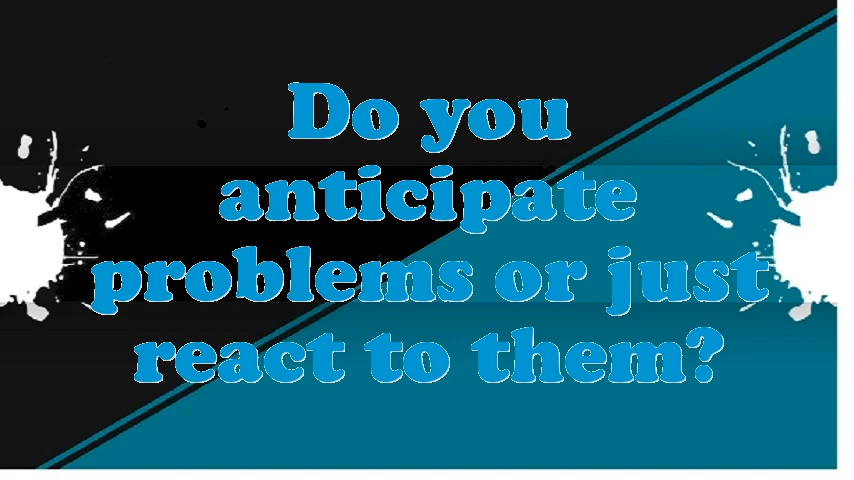 Do you
anticipate
problems or just
react to them?